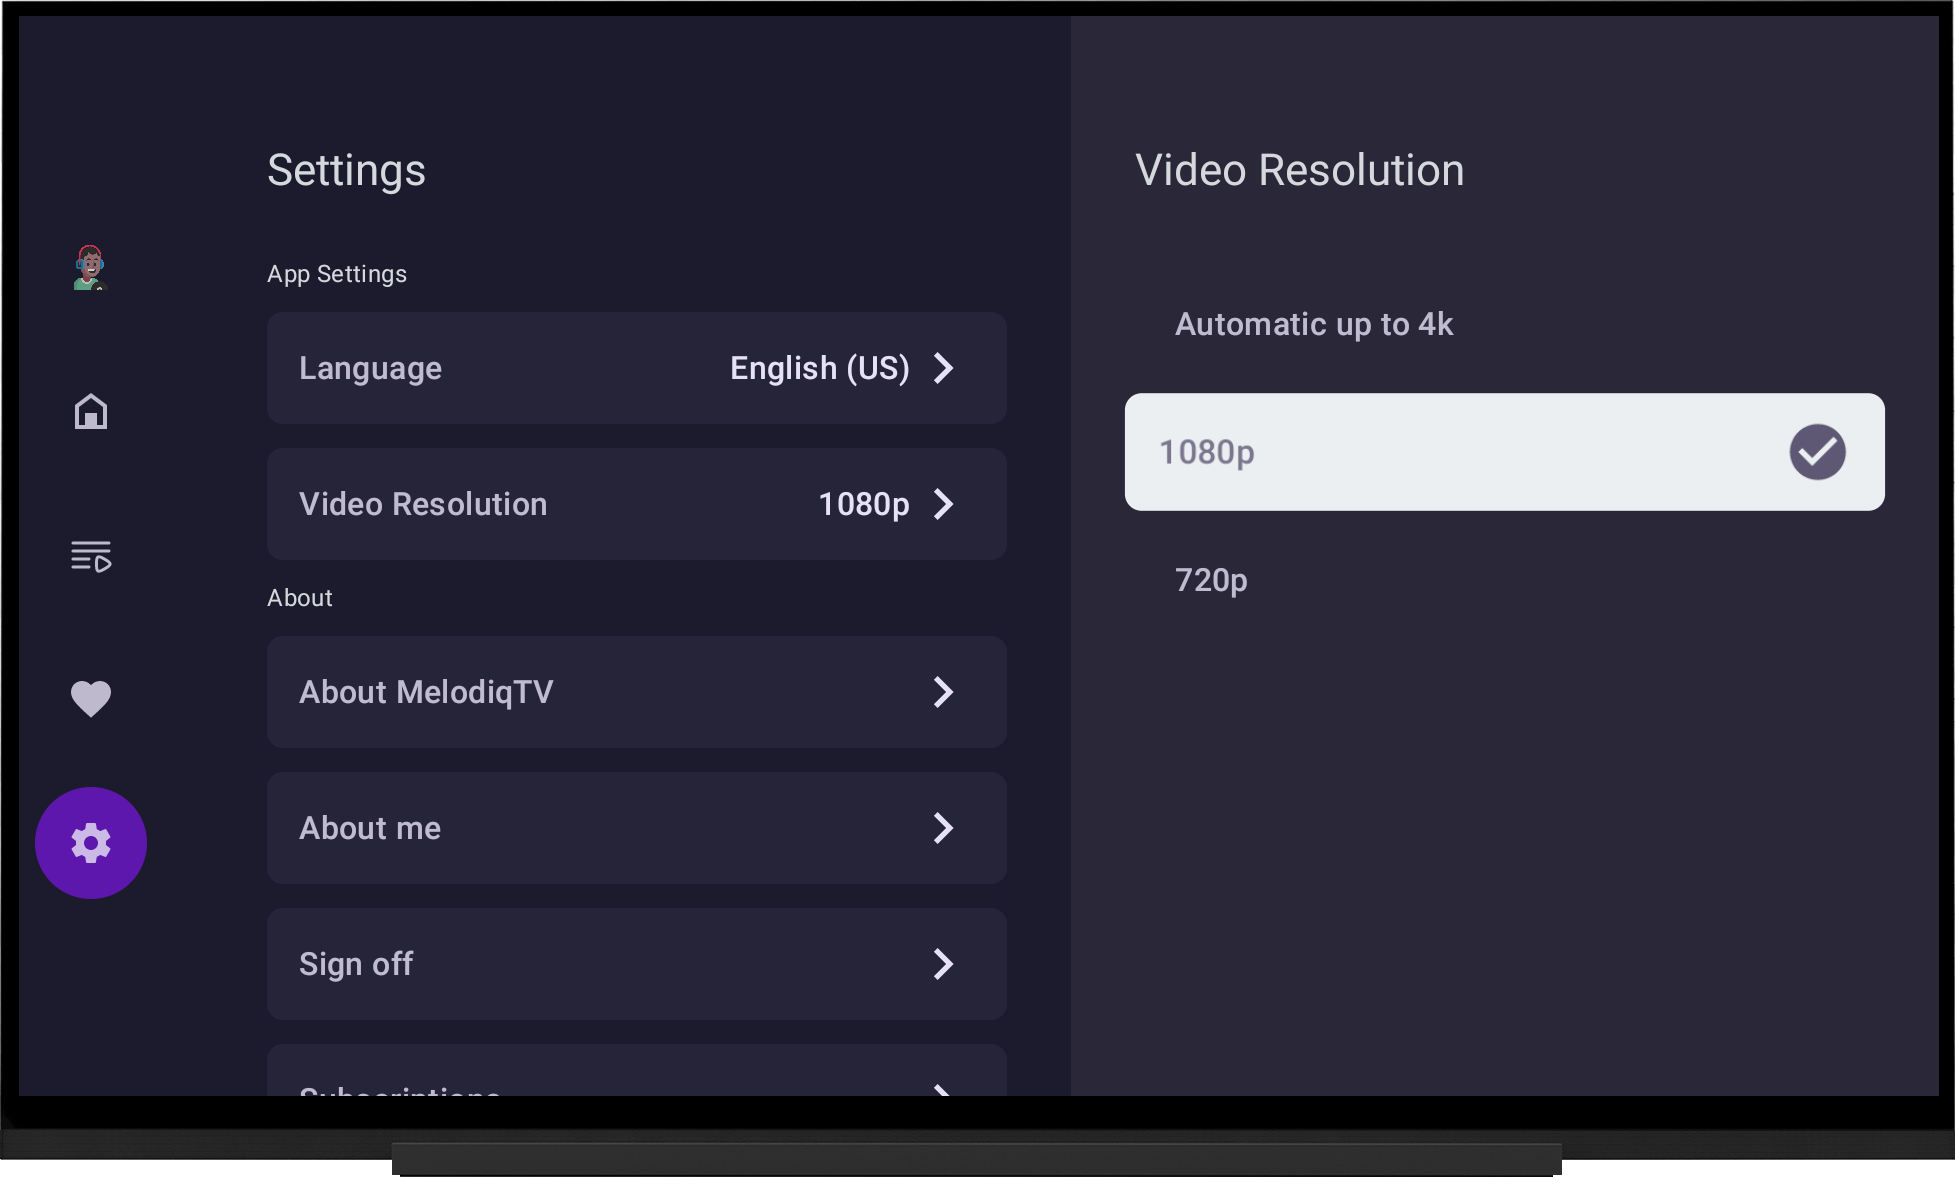 Settings
App Settings
Language English (US)
Video Resolution 1080p
About
About MelodiqTV
About me
Sign off
Subscriptions
Video Resolution
Automatic up to 4k
1080p
720p